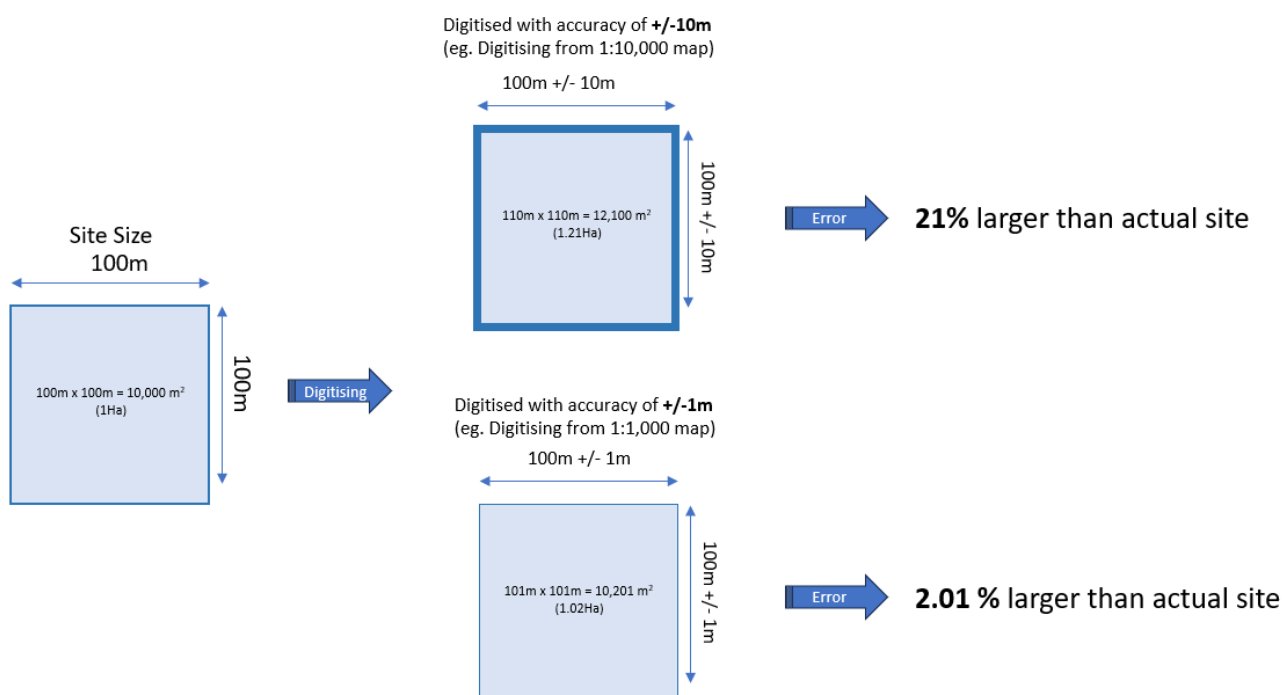 Site Size
100m
100m
100m x 100m = 10,000 m²
(1Ha)
Digitising
Digitised with accuracy of +/-10m
(eg. Digitising from 1:10,000 map)
100m +/- 10m
100m +/- 10m
110m x 110m = 12,100 m²
(1.21Ha)
Error
21% larger than actual site
Digitised with accuracy of +/-1m
(eg. Digitising from 1:1,000 map)
100m +/- 1m
100m +/- 1m
101m x 101m = 10,201 m²
(1.02Ha)
Error
2.01 % larger than actual site